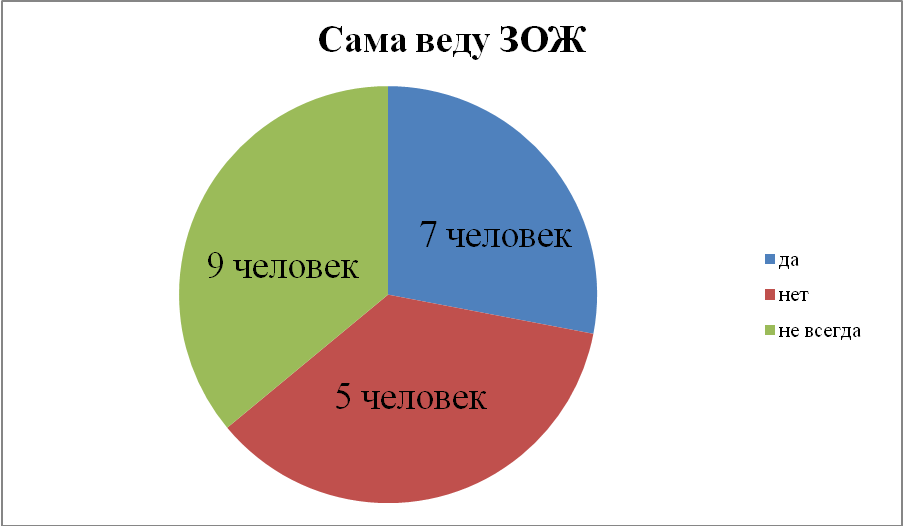 Сама веду ЗОЖ
7 человек
9 человек
5 человек
да
нет
не всегда